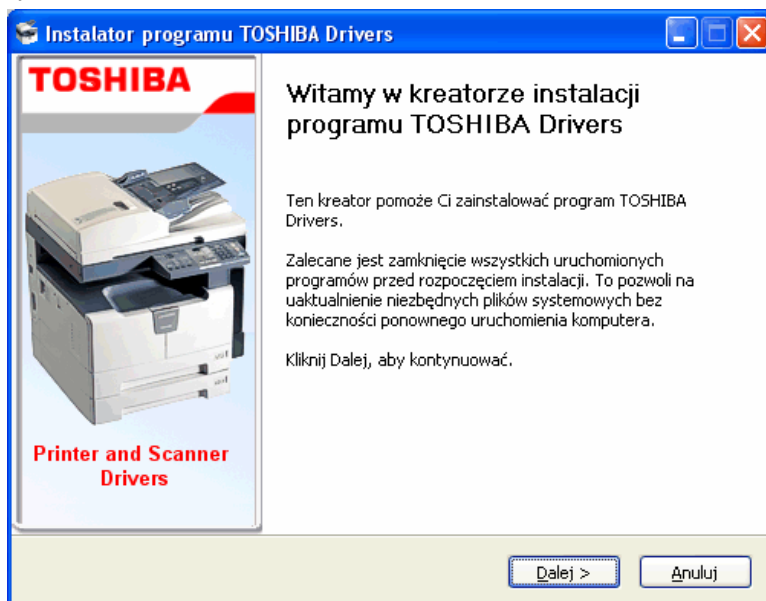 Instalator programu TOSHIBA Drivers
TOSHIBA
Printer and Scanner
Drivers
Witamy w kreatorze instalacji
programu TOSHIBA Drivers
Ten kreator pomoże Ci zainstalować program TOSHIBA
Drivers.
Zalecane jest zamknięcie wszystkich uruchomionych
programów przed rozpoczęciem instalacji. To pozwoli na
uaktualnienie niezbędnych plików systemowych bez
konieczności ponownego uruchomienia komputera.
Kliknij Dalej, aby kontynuować.
Dalej >
Anuluj